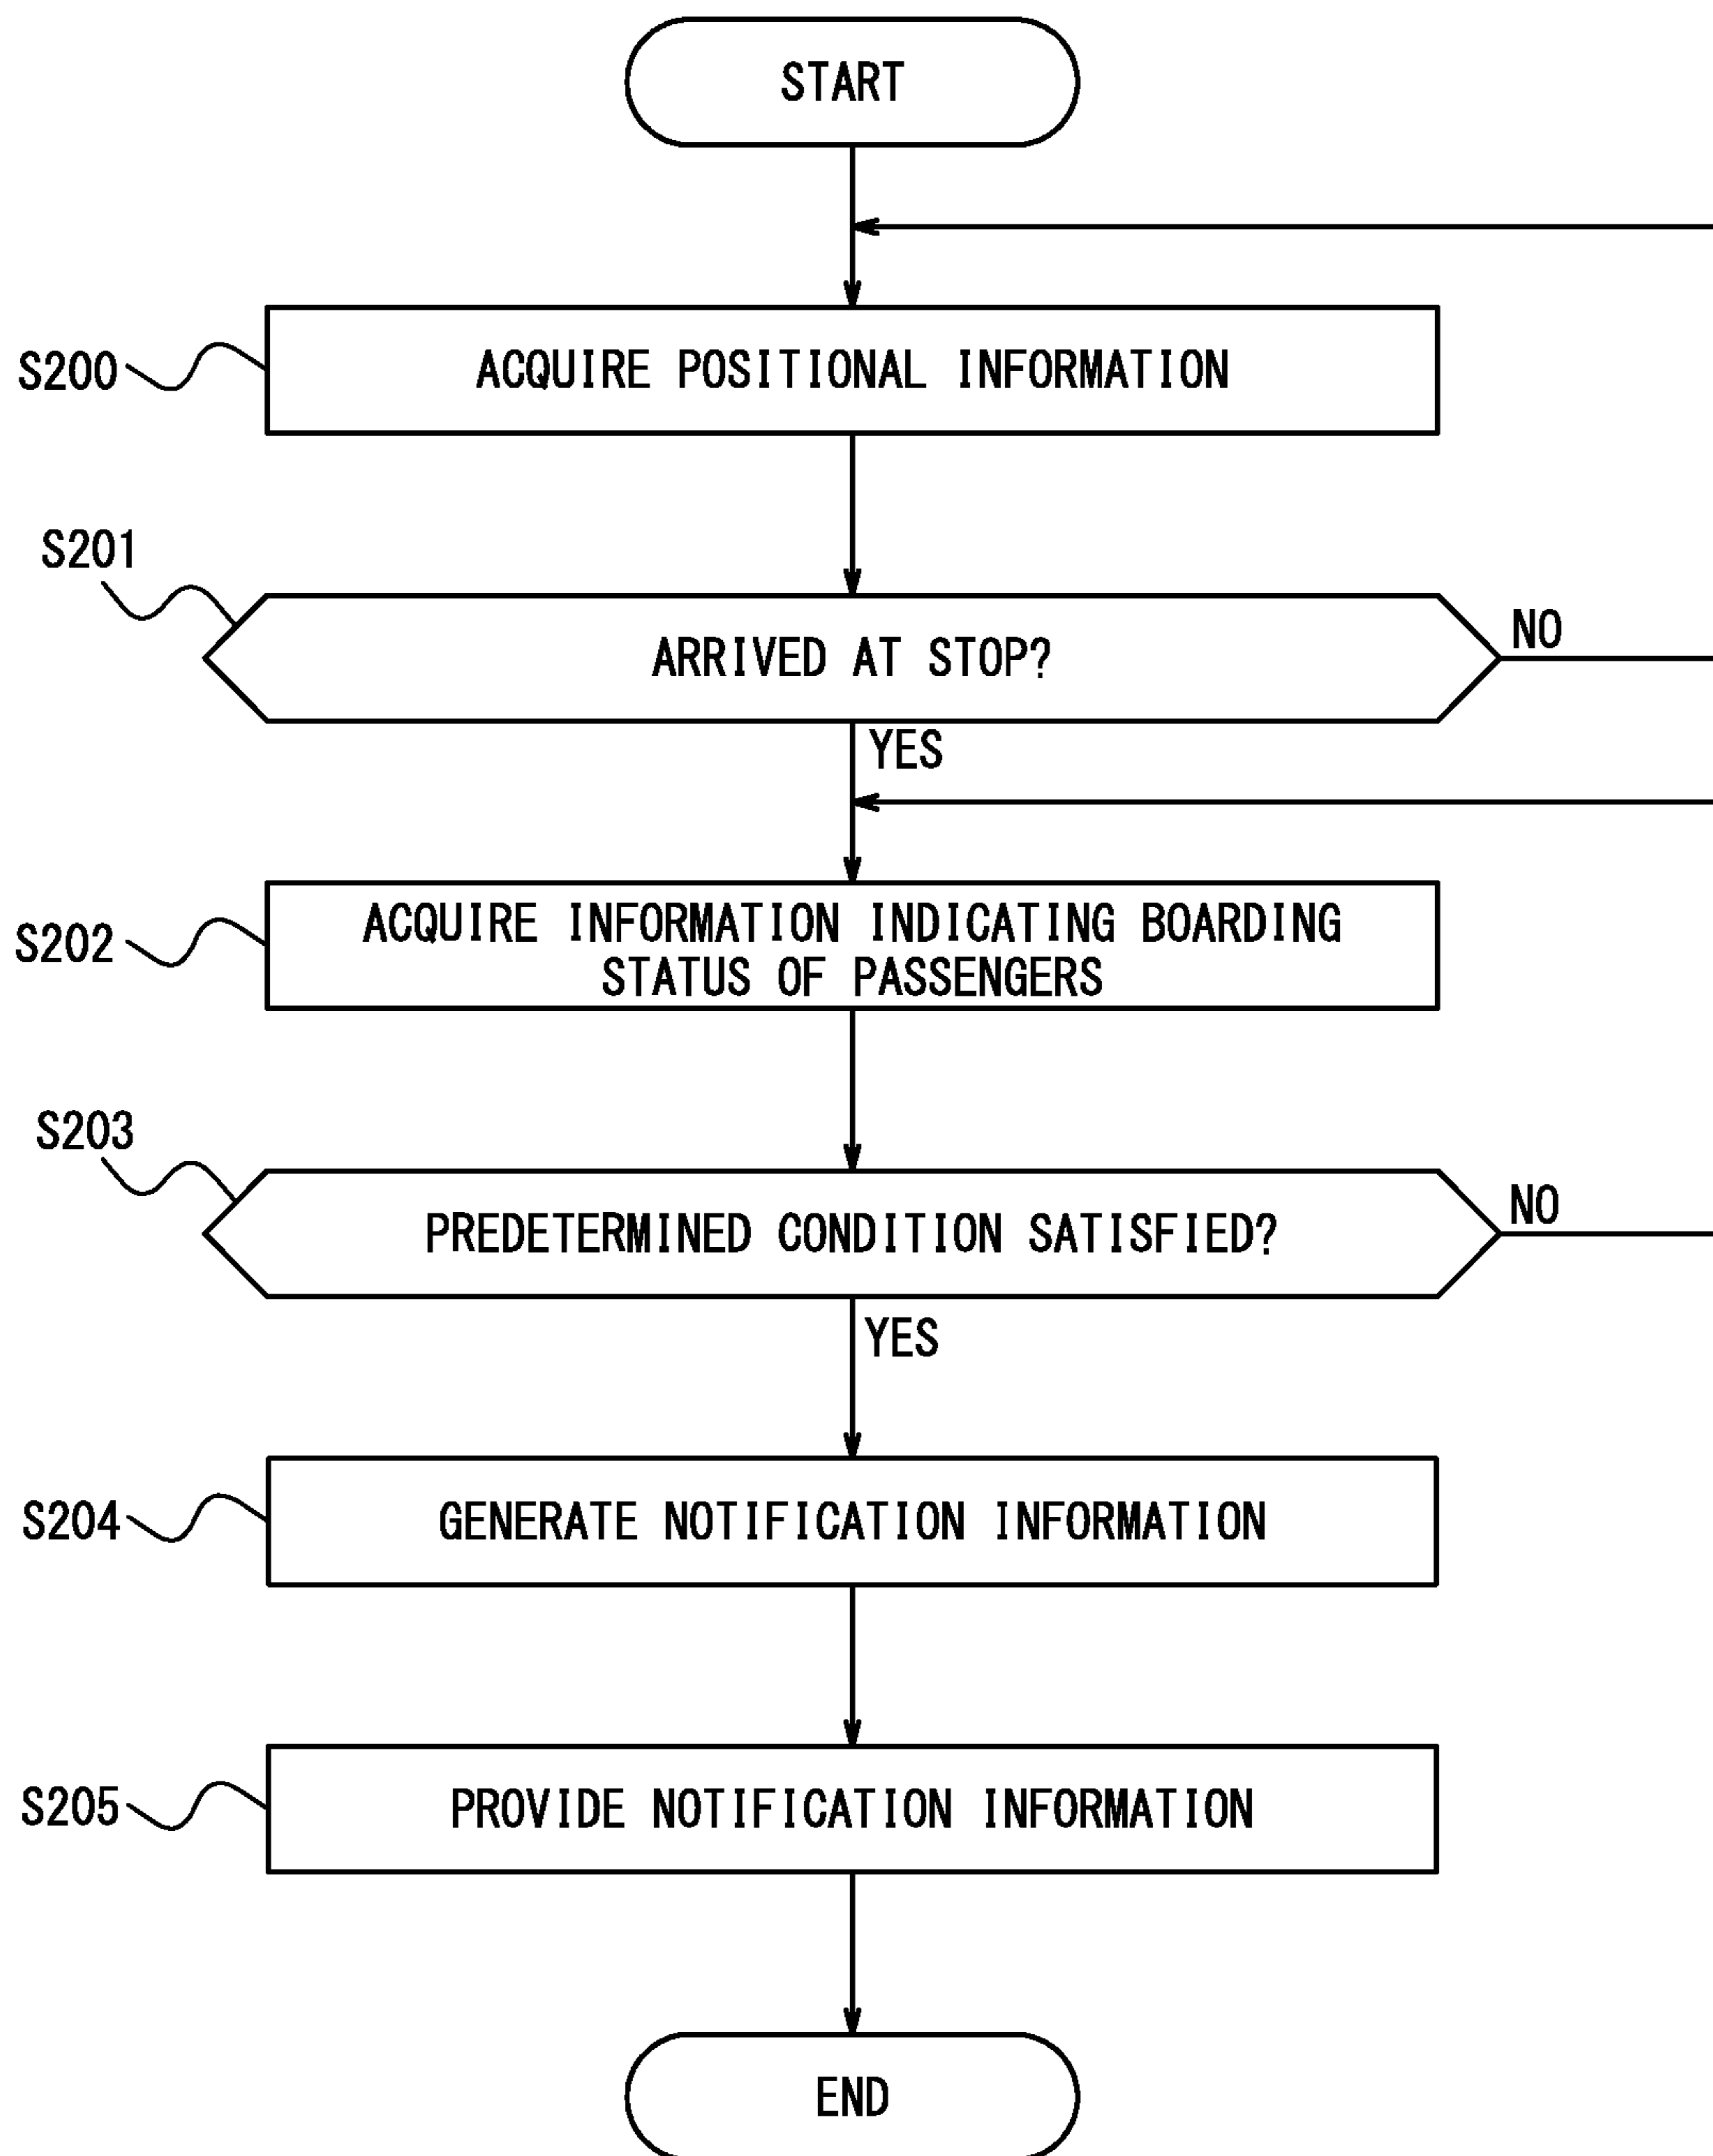 START
S200
ACQUIRE POSITIONAL INFORMATION
S201
ARRIVED AT STOP?
NO
YES
S202
ACQUIRE INFORMATION INDICATING BOARDING
STATUS OF PASSENGERS
S203
PREDETERMINED CONDITION SATISFIED?
NO
YES
S204
GENERATE NOTIFICATION INFORMATION
S205
PROVIDE NOTIFICATION INFORMATION
END